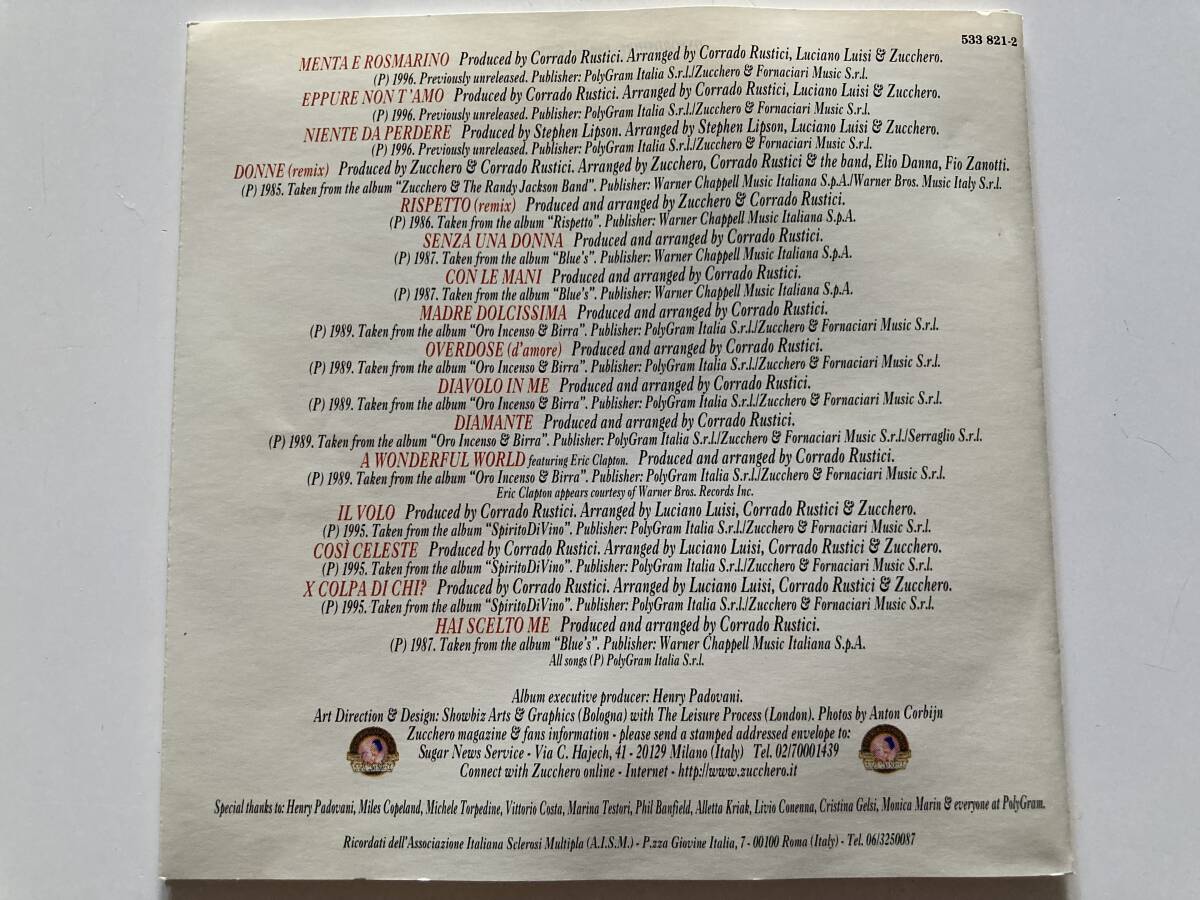 533 821-2
MENTA E ROSMARINO Produced by Corrado Rustici. Arranged by Corrado Rustici, Luciano Luisi & Zucchero.
(P) 1996. Previously unreleased. Publisher: PolyGram Italia S.r.l./Zucchero & Fornaciari Music S.r.l.
EPPURE NON T'AMO Produced by Corrado Rustici. Arranged by Corrado Rustici, Luciano Luisi & Zucchero.
(P) 1996. Previously unreleased. Publisher: PolyGram Italia S.r.l./Zucchero & Fornaciari Music S.r.l.
NIENTE DA PERDERE Produced by Stephen Lipson. Arranged by Stephen Lipson, Luciano Luisi & Zucchero.
(P) 1996. Previously unreleased. Publisher: PolyGram Italia S.r.l./Zucchero & Fornaciari Music S.r.l.
DONNE (remix) Produced by Zucchero & Corrado Rustici. Arranged by Zucchero, Corrado Rustici & the band, Elio Danna, Fio Zanotti.
(P) 1985. Taken from the album "Zucchero & The Randy Jackson Band". Publisher: Warner Chappell Music Italiana S.p.A./Warner Bros. Music Italy S.r.l.
RISPETTO (remix) Produced and arranged by Zucchero & Corrado Rustici.
(P) 1986. Taken from the album "Rispetto". Publisher: Warner Chappell Music Italiana S.p.A.
SENZA UNA DONNA Produced and arranged by Corrado Rustici.
(P) 1987. Taken from the album "Blue's". Publisher: Warner Chappell Music Italiana S.p.A.
CON LE MANI Produced and arranged by Corrado Rustici.
(P) 1987. Taken from the album "Blue's". Publisher: Warner Chappell Music Italiana S.p.A.
MADRE DOLCISSIMA Produced and arranged by Corrado Rustici.
(P) 1989. Taken from the album "Oro Incenso & Birra". Publisher: PolyGram Italia S.r.l./Zucchero & Fornaciari Music S.r.l.
OVERDOSE (d'amore) Produced and arranged by Corrado Rustici.
(P) 1989. Taken from the album "Oro Incenso & Birra". Publisher: PolyGram Italia S.r.l./Zucchero & Fornaciari Music S.r.l.
DIAVOLO IN ME Produced and arranged by Corrado Rustici.
(P) 1989. Taken from the album "Oro Incenso & Birra". Publisher: PolyGram Italia S.r.l./Zucchero & Fornaciari Music S.r.l.
DIAMANTE Produced and arranged by Corrado Rustici.
(P) 1989. Taken from the album "Oro Incenso & Birra". Publisher: PolyGram Italia S.r.l./Zucchero & Fornaciari Music S.r.l./Serraglio S.r.l.
A WONDERFUL WORLD featuring Eric Clapton. Produced and arranged by Corrado Rustici.
(P) 1989. Taken from the album "Oro Incenso & Birra". Publisher: PolyGram Italia S.r.l./Zucchero & Fornaciari Music S.r.l.
Eric Clapton appears courtesy of Warner Bros. Records Inc.
IL VOLO Produced by Corrado Rustici. Arranged by Luciano Luisi, Corrado Rustici & Zucchero.
(P) 1995. Taken from the album "SpiritoDiVino". Publisher: PolyGram Italia S.r.l./Zucchero & Fornaciari Music S.r.l.
COSÌ CELESTE Produced by Corrado Rustici. Arranged by Luciano Luisi, Corrado Rustici & Zucchero.
(P) 1995. Taken from the album "SpiritoDiVino". Publisher: PolyGram Italia S.r.l./Zucchero & Fornaciari Music S.r.l.
X COLPA DI CHI? Produced by Corrado Rustici. Arranged by Luciano Luisi, Corrado Rustici & Zucchero.
(P) 1995. Taken from the album "SpiritoDiVino". Publisher: PolyGram Italia S.r.l./Zucchero & Fornaciari Music S.r.l.
HAI SCELTO ME Produced and arranged by Corrado Rustici.
(P) 1987. Taken from the album "Blue's". Publisher: Warner Chappell Music Italiana S.p.A.
All songs (P) PolyGram Italia S.r.l.
Album executive producer: Henry Padovani.
Art Direction & Design: Showbiz Arts & Graphics (Bologna) with The Leisure Process (London). Photos by Anton Corbijn
Zucchero magazine & fans information - please send a stamped addressed envelope to:
Sugar News Service - Via C. Hajech, 41 - 20129 Milano (Italy) Tel. 02/70001439
Connect with Zucchero online - Internet - http://www.zucchero.it
Special thanks to: Henry Padovani, Miles Copeland, Michele Torpedine, Vittorio Costa, Marina Testori, Phil Banfield, Alletta Kriak, Livio Conenna, Cristina Gelsi, Monica Marin & everyone at PolyGram.
Ricordati dell'Associazione Italiana Sclerosi Multipla (A.I.S.M.) - P.zza Giovine Italia, 7 - 00100 Roma (Italy) - Tel. 06/3250087